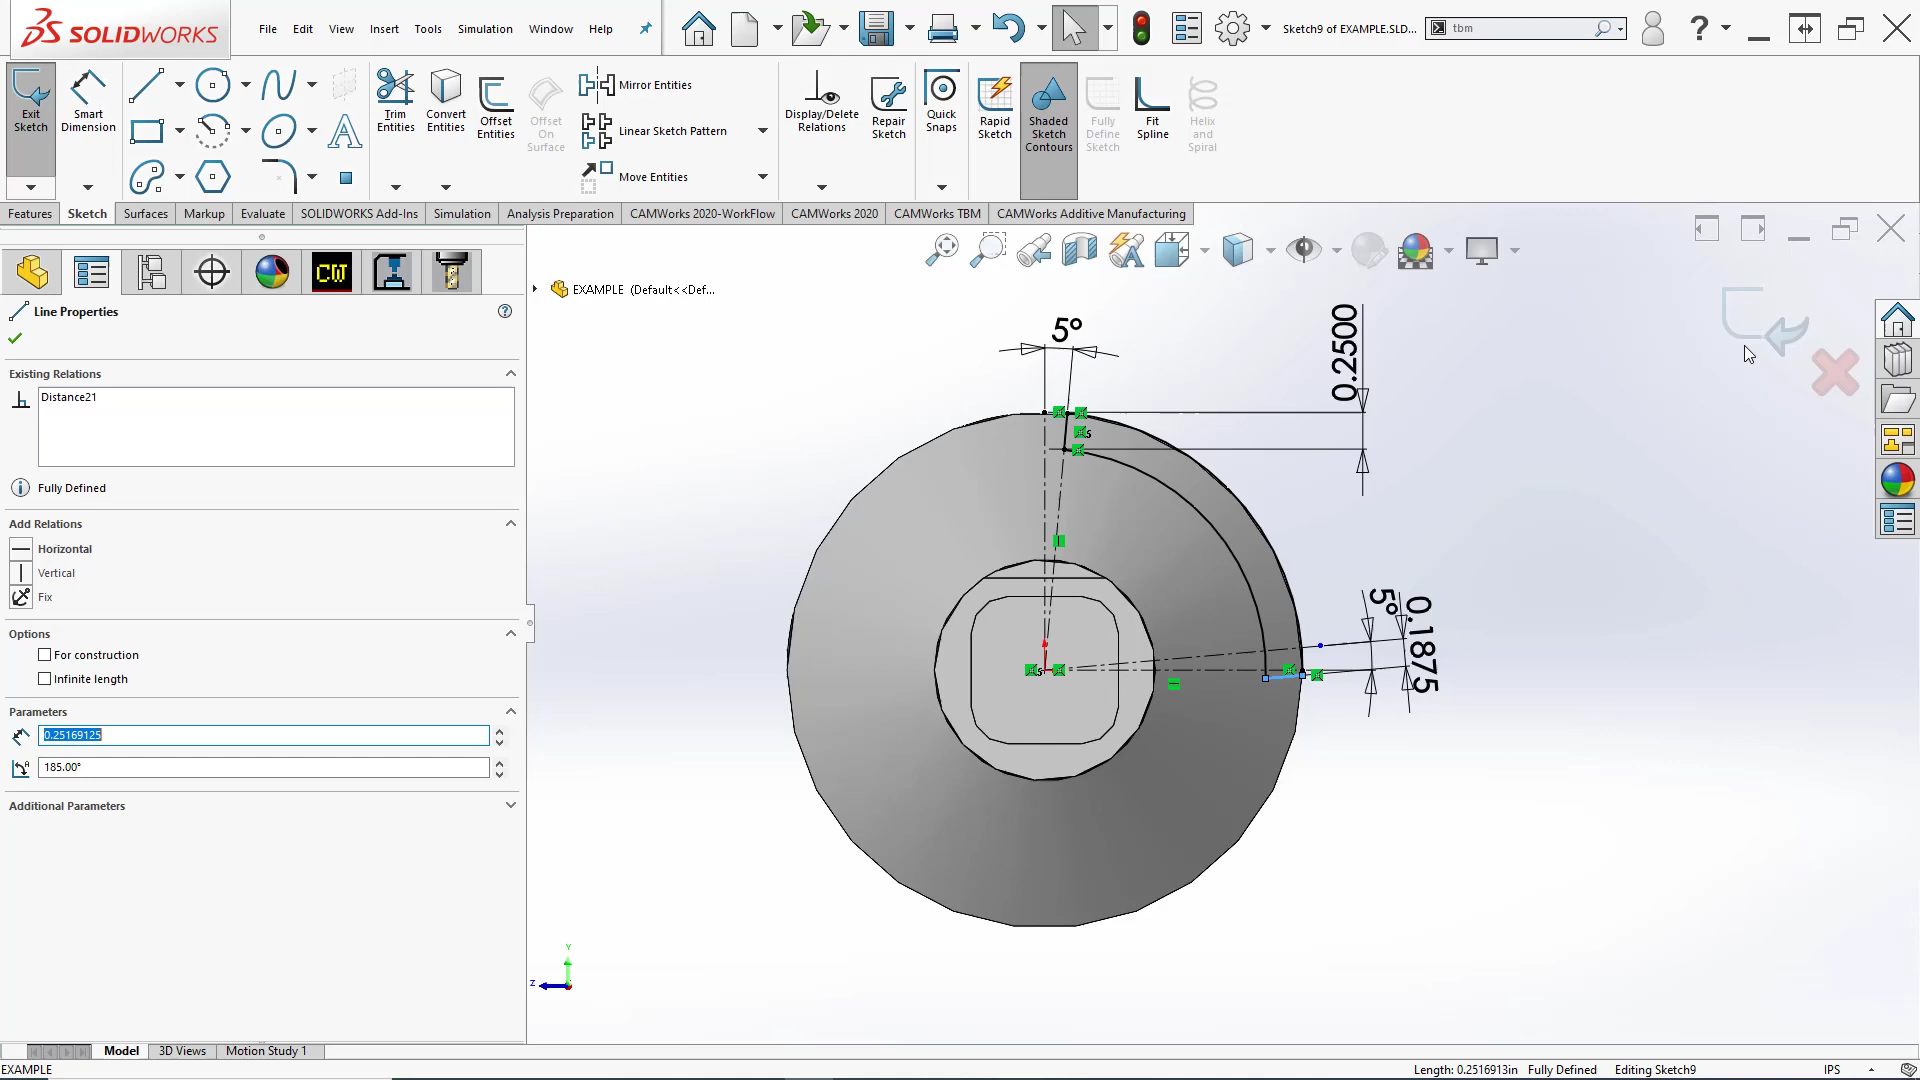 SOLIDWORKS
File Edit View Insert Tools Simulation Window Help
Sketch9 of EXAMPLE.SLD...
tbm
?
Exit Sketch
Smart Dimension
Trim Entities
Convert Entities
Offset Entities
Offset On Surface
Mirror Entities
Linear Sketch Pattern
Move Entities
Display/Delete Relations
Repair Sketch
Quick Snaps
Rapid Sketch
Shaded Sketch Contours
Fully Define Sketch
Fit Spline
Helix and Spiral
Features Sketch Surfaces Markup Evaluate SOLIDWORKS Add-Ins Simulation Analysis Preparation CAMWorks 2020-WorkFlow CAMWorks 2020 CAMWorks TBM CAMWorks Additive Manufacturing
CW
EXAMPLE (Default<<Def...
Line Properties
?
Existing Relations
Distance21
Fully Defined
Add Relations
Horizontal
Vertical
Fix
Options
For construction
Infinite length
Parameters
0.25169125
185.00°
Additional Parameters
5°
0.2500
5°
0.1875
5
5
Y
Z
Model 3D Views Motion Study 1
EXAMPLE
Length: 0.2516913in Fully Defined Editing Sketch9 IPS